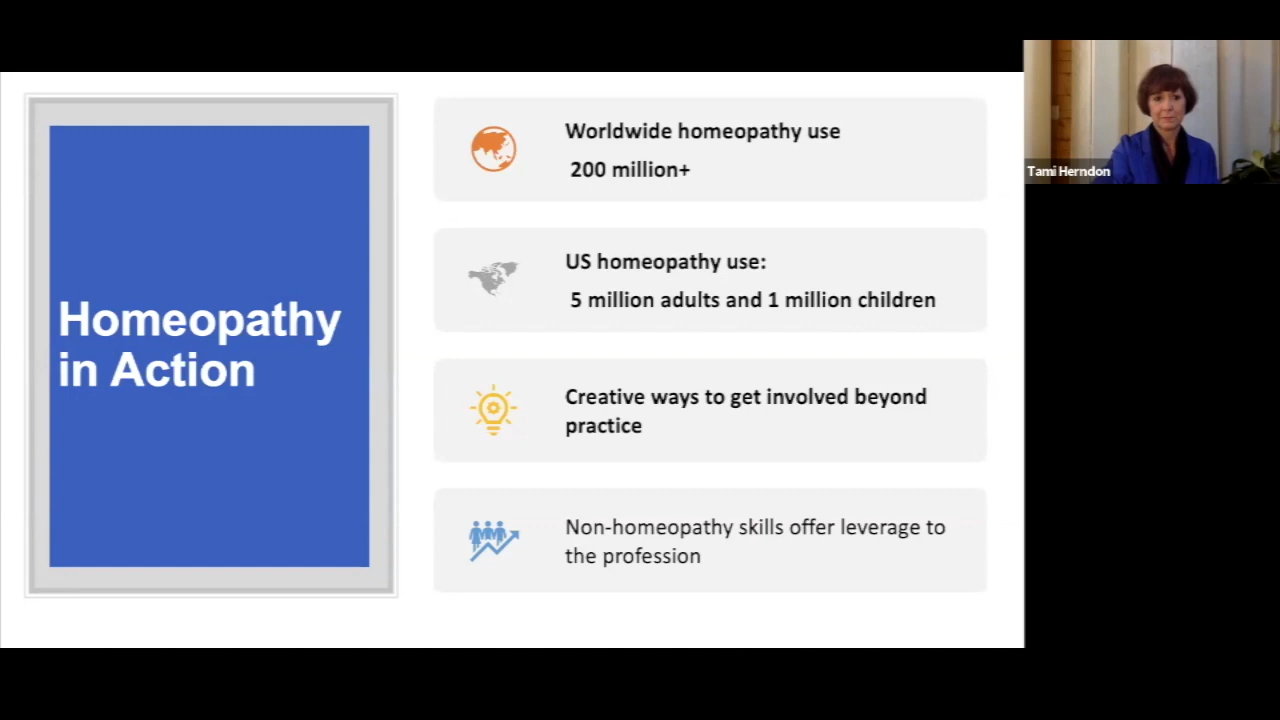 Homeopathy
in Action
Worldwide homeopathy use
200 million+
US homeopathy use:
5 million adults and 1 million children
Creative ways to get involved beyond
practice
Non-homeopathy skills offer leverage to
the profession
Tami Herndon